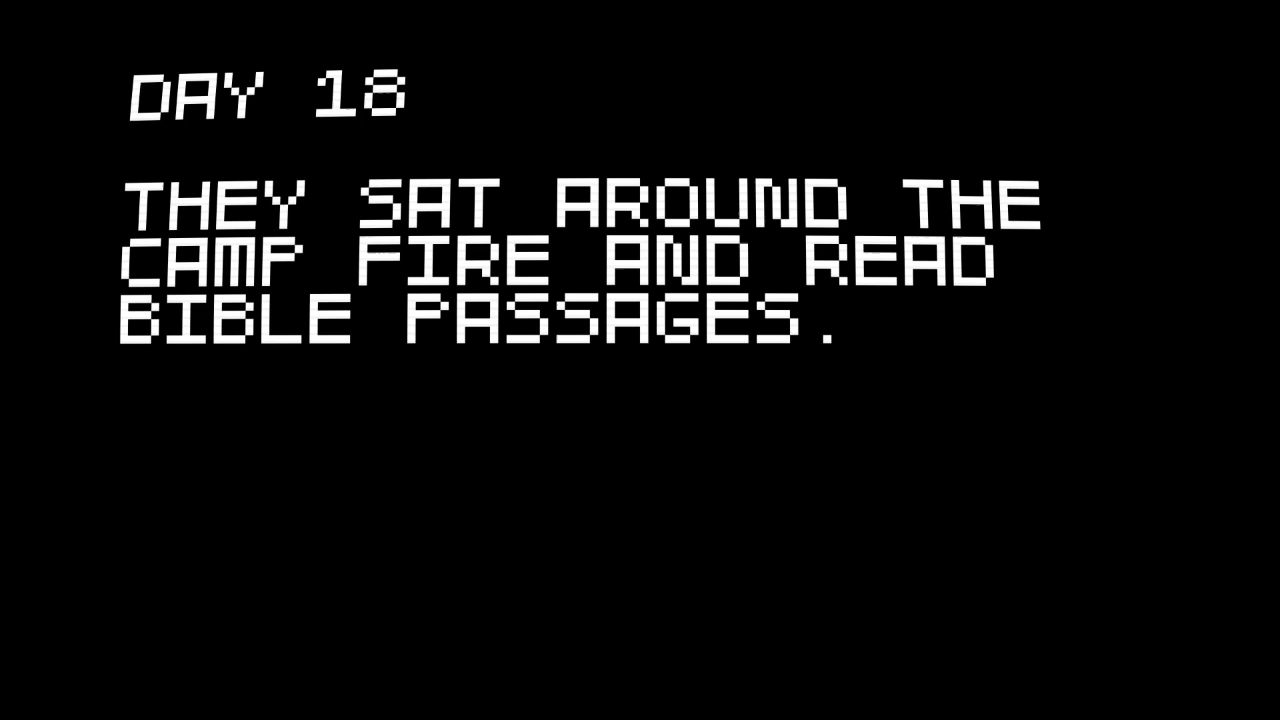 DAY 18
THEY SAT AROUND THE
CAMP FIRE AND READ
BIBLE PASSAGES.